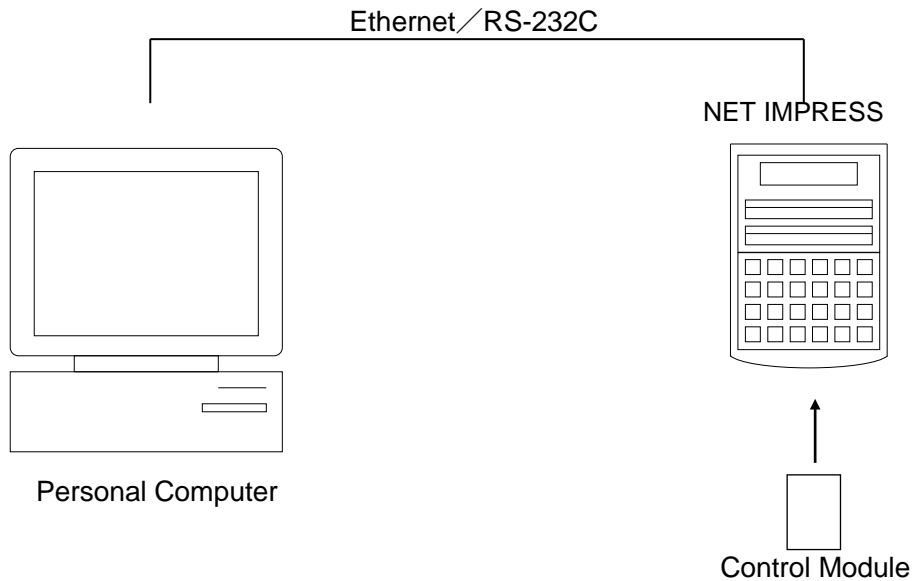 Ethernet／RS-232C
NET IMPRESS
Personal Computer
Control Module